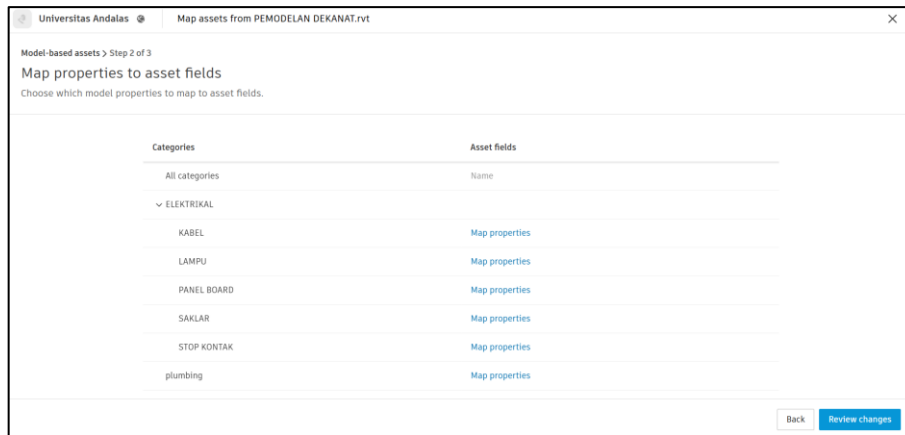 Universitas Andalas Map assets from PEMODELAN DEKANAT.rvt
Model-based assets > Step 2 of 3
Map properties to asset fields
Choose which model properties to map to asset fields.
Categories Asset fields
All categories Name
ELEKTRIKAL
KABEL Map properties
LAMPU Map properties
PANEL BOARD Map properties
SAKLAR Map properties
STOP KONTAK Map properties
plumbing Map properties
Back Review changes